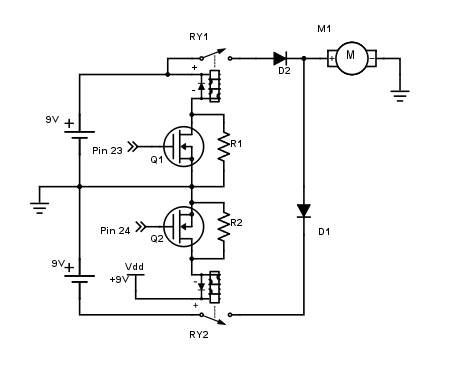 M1
RY1
+ M -
D2
+
-
9V +
Pin 23
R1
Q1
Pin 24
R2
Q2
D1
9V +
Vdd
+9V
-
+
RY2